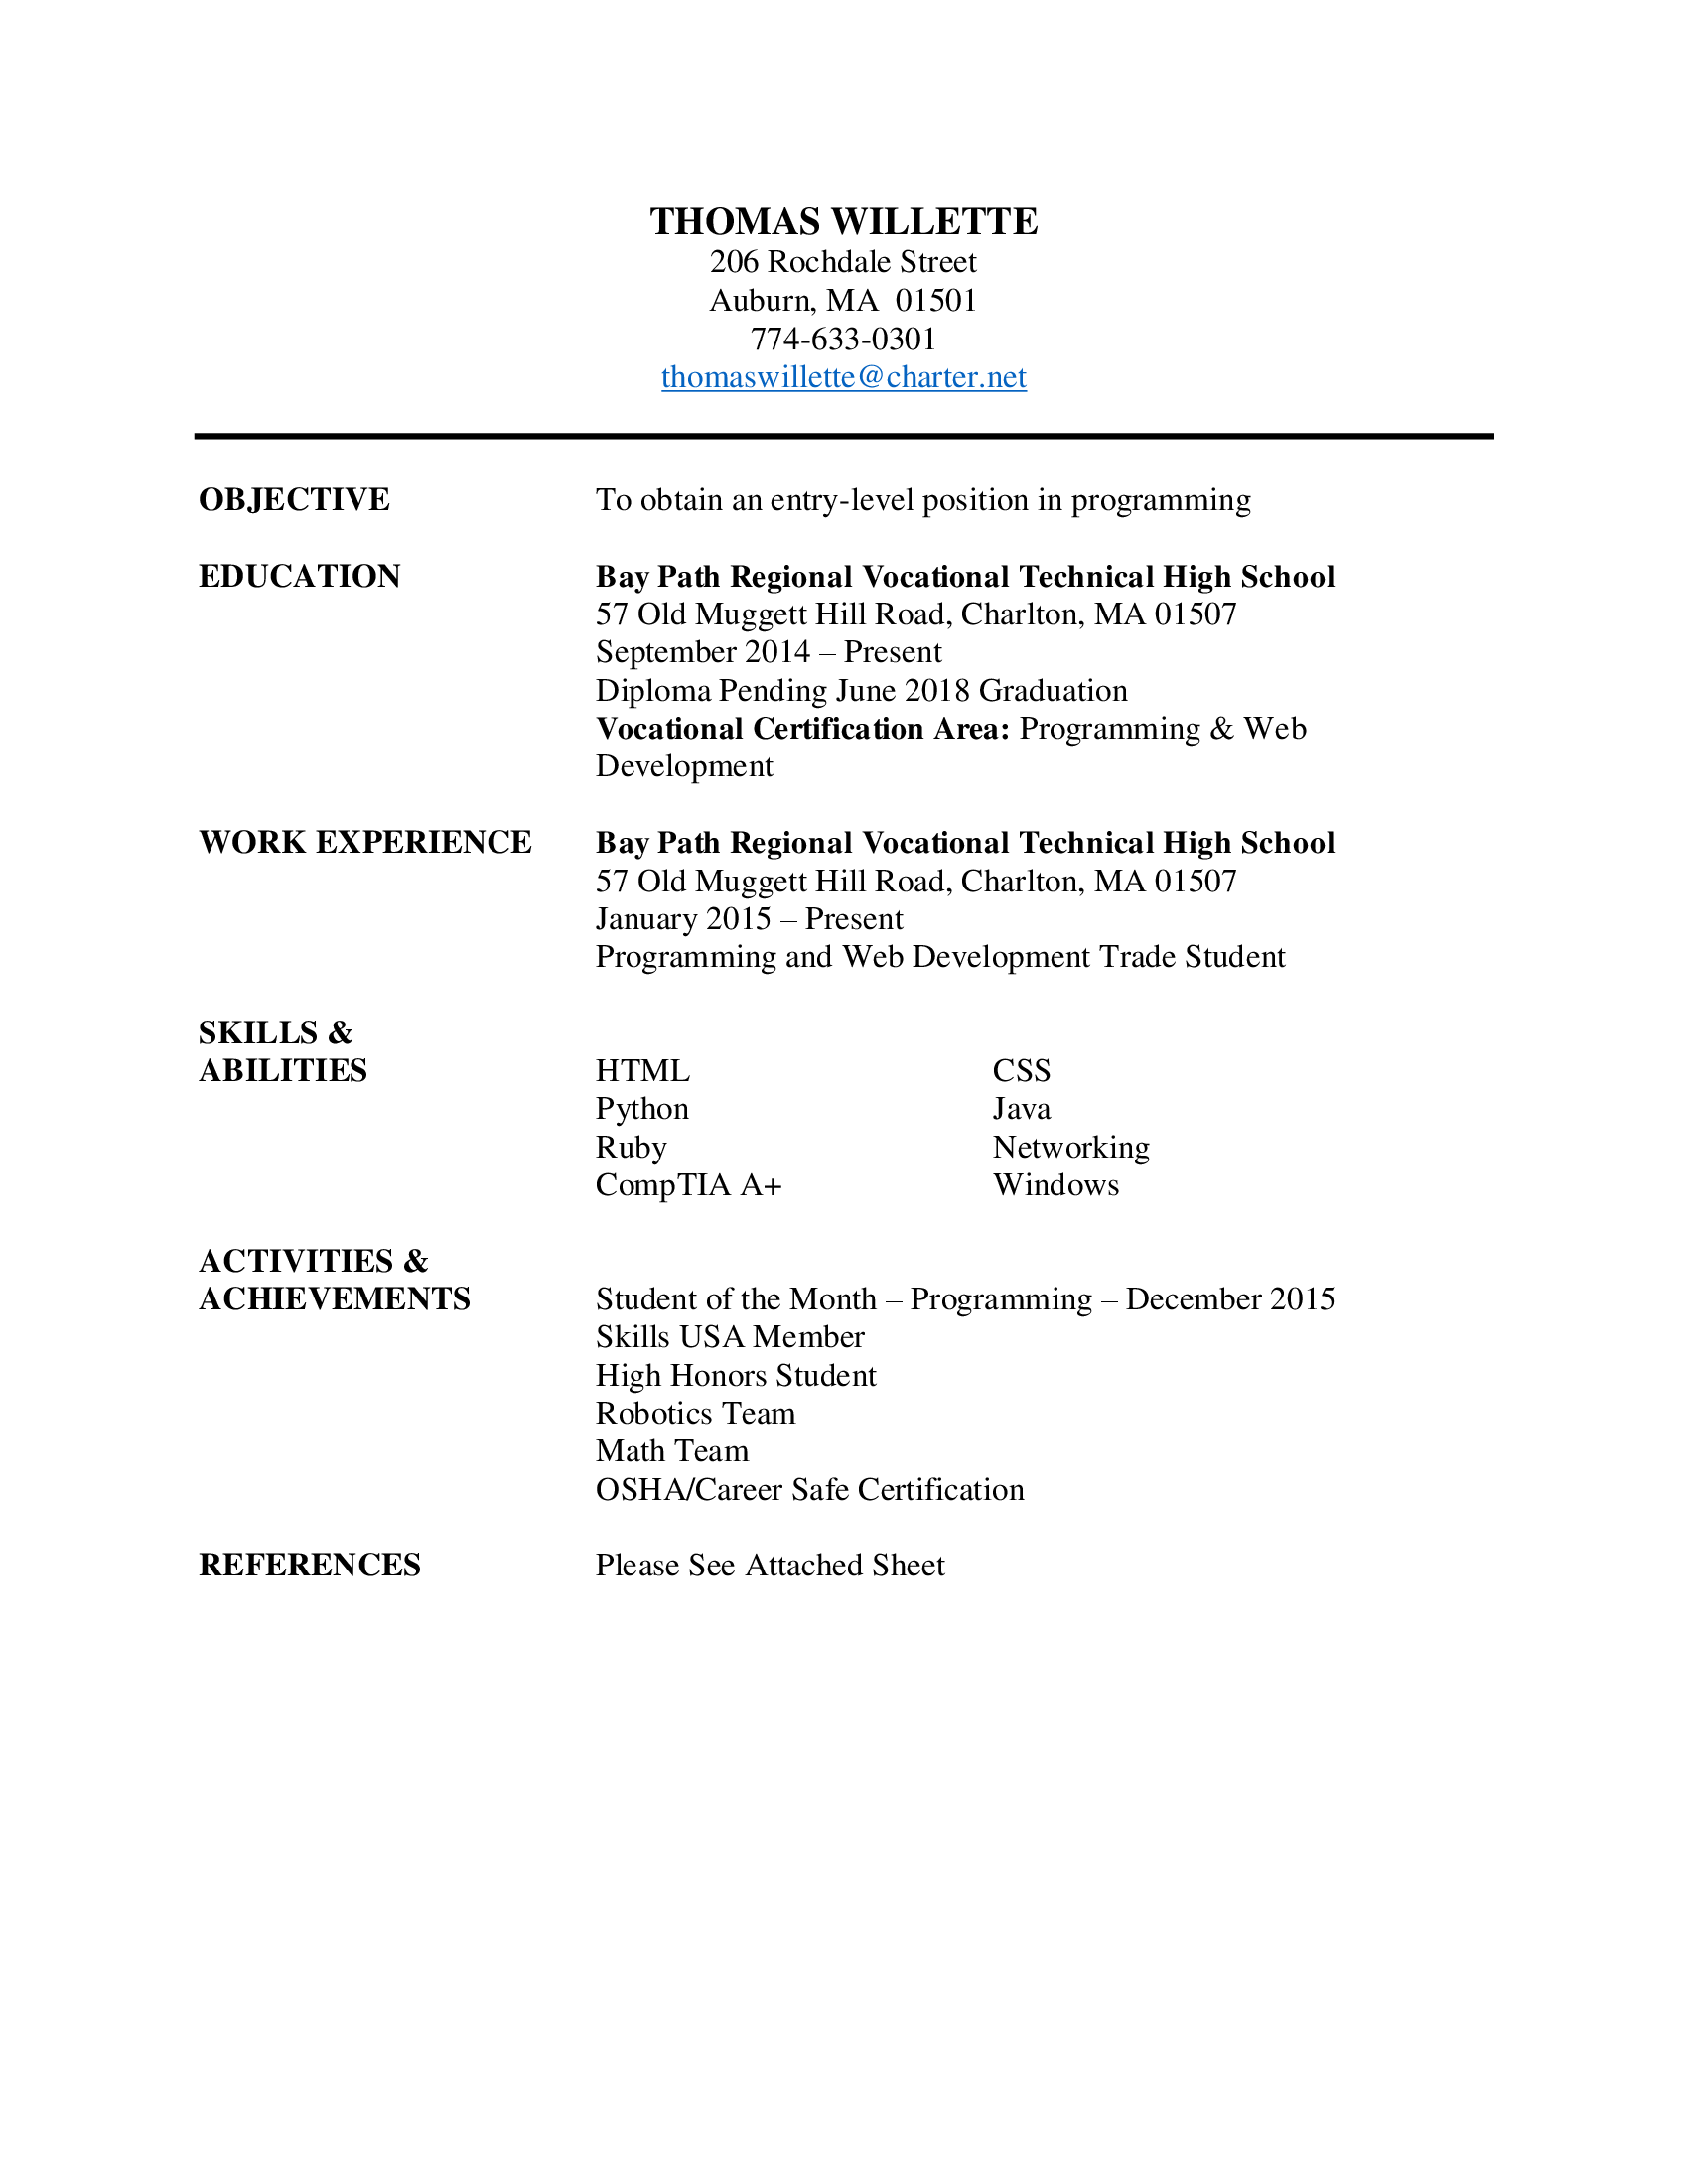 THOMAS WILLETTE
206 Rochdale Street
Auburn, MA  01501
774-633-0301
thomaswillette@charter.net
OBJECTIVE To obtain an entry-level position in programming
EDUCATION Bay Path Regional Vocational Technical High School
57 Old Muggett Hill Road, Charlton, MA 01507
September 2014 – Present
Diploma Pending June 2018 Graduation
Vocational Certification Area: Programming & Web
Development
WORK EXPERIENCE Bay Path Regional Vocational Technical High School
57 Old Muggett Hill Road, Charlton, MA 01507
January 2015 – Present
Programming and Web Development Trade Student
SKILLS &
ABILITIES HTML CSS
Python Java
Ruby Networking
CompTIA A+ Windows
ACTIVITIES &
ACHIEVEMENTS Student of the Month – Programming – December 2015
Skills USA Member
High Honors Student
Robotics Team
Math Team
OSHA/Career Safe Certification
REFERENCES Please See Attached Sheet